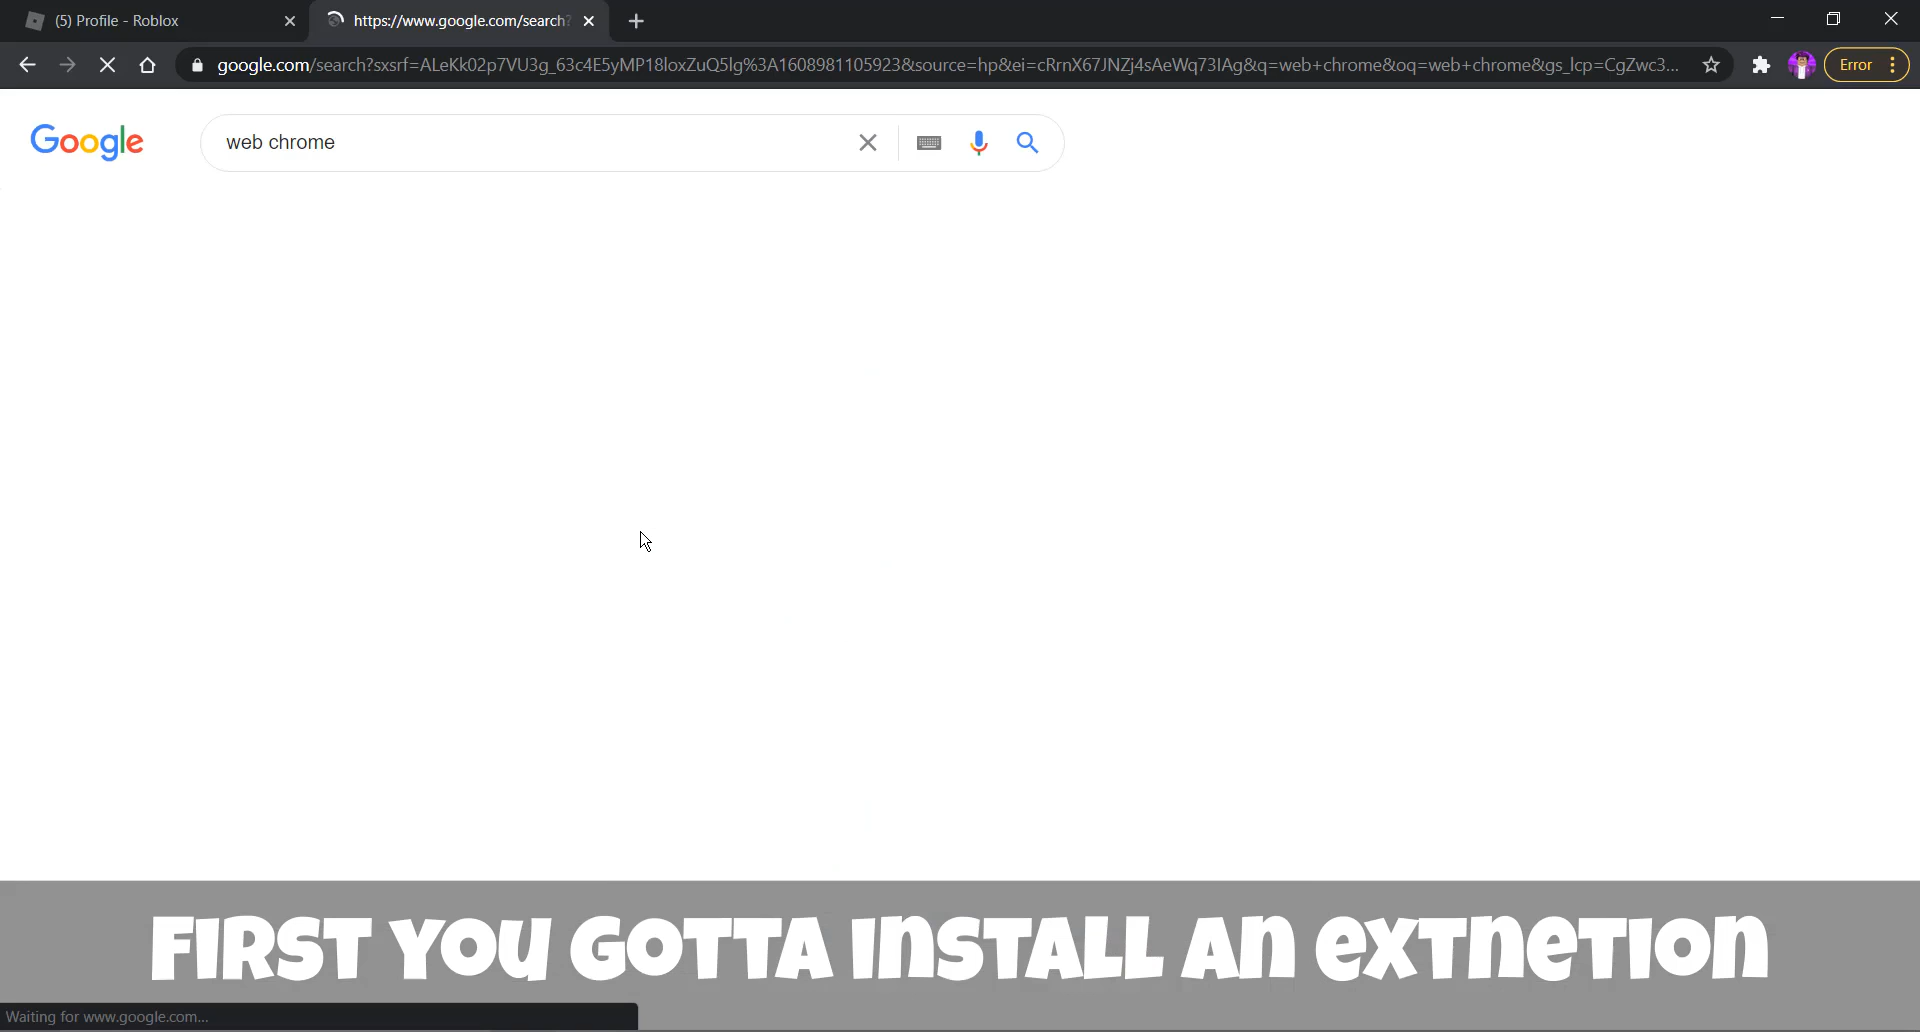 (5) Profile - Roblox
https://www.google.com/search?
google.com/search?sxsrf=ALeKk02p7VU3g_63c4E5yMP18loxZuQ5lg%3A1608981105923&source=hp&ei=cRrnX67JNZj4sAeWq73IAg&q=web+chrome&oq=web+chrome&gs_lcp=CgZwc3...
Error
Google
web chrome
FIRST YOU GOTTA INSTALL AN EXTNETION
Waiting for www.google.com...